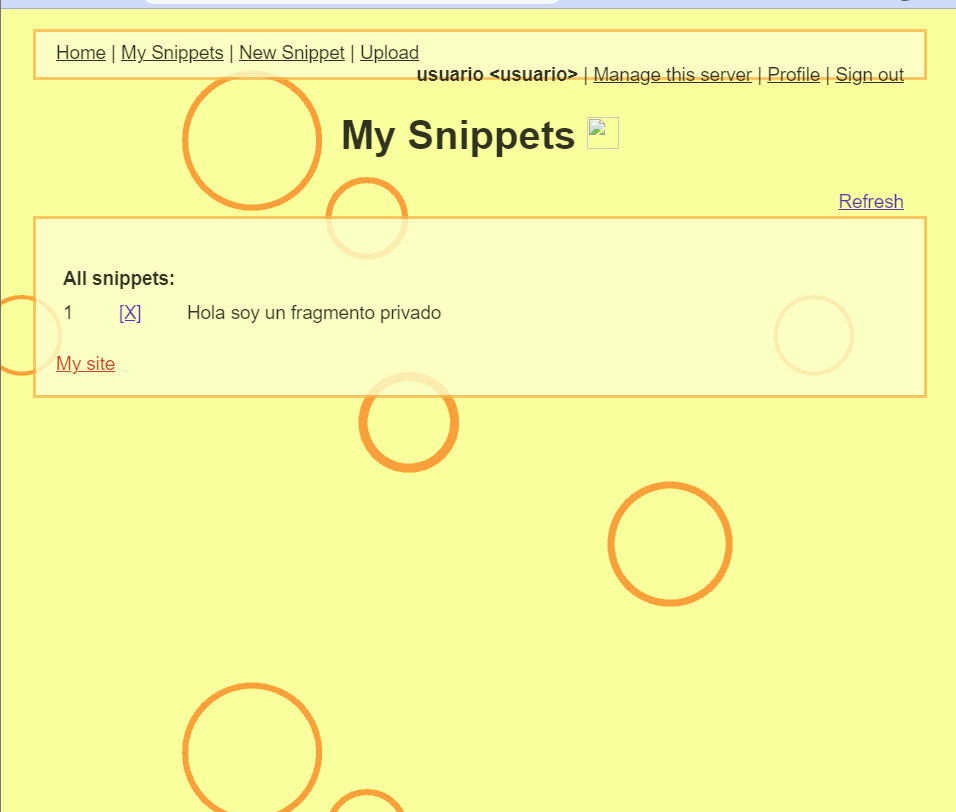 Home | My Snippets | New Snippet | Upload
usuario <usuario> | Manage this server | Profile | Sign out
My Snippets
Refresh
All snippets:
1 [X] Hola soy un fragmento privado
My site